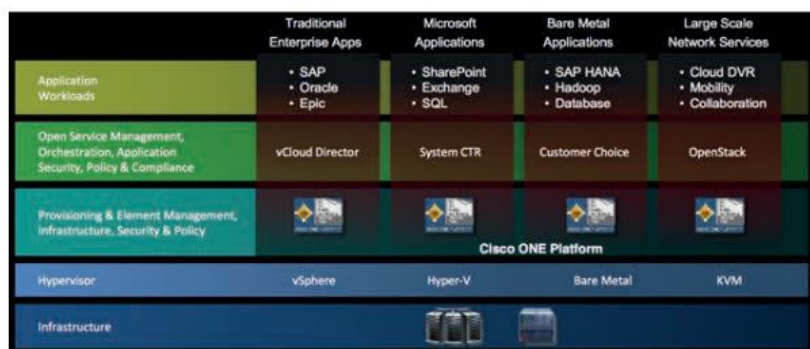 Traditional
Enterprise Apps
Microsoft
Applications
Bare Metal
Applications
Large Scale
Network Services
Application
Workloads
• SAP
• Oracle
• Epic
• SharePoint
• Exchange
• SQL
• SAP HANA
• Hadoop
• Database
• Cloud DVR
• Mobility
• Collaboration
Open Service Management,
Orchestration, Application
Security, Policy & Compliance
vCloud Director
System CTR
Customer Choice
OpenStack
Provisioning & Element Management,
Infrastructure, Security & Policy
Cisco ONE Platform
Hypervisor
vSphere
Hyper-V
Bare Metal
KVM
Infrastructure